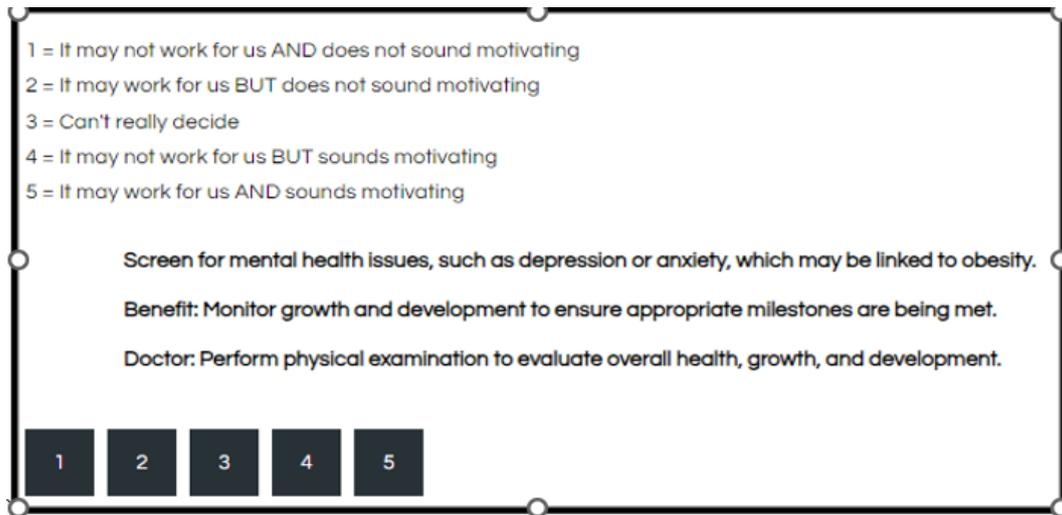 1 = It may not work for us AND does not sound motivating
2 = It may work for us BUT does not sound motivating
3 = Can't really decide
4 = It may not work for us BUT sounds motivating
5 = It may work for us AND sounds motivating
Screen for mental health issues, such as depression or anxiety, which may be linked to obesity.
Benefit: Monitor growth and development to ensure appropriate milestones are being met.
Doctor: Perform physical examination to evaluate overall health, growth, and development.
1 2 3 4 5